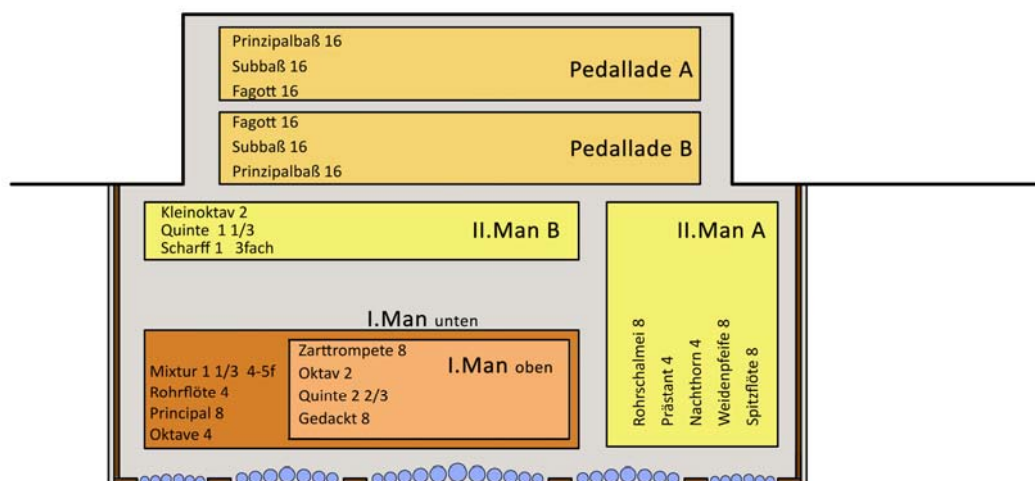 Prinzipalbaß 16
Subbaß 16
Fagott 16
Pedallade A
Fagott 16
Subbaß 16
Prinzipalbaß 16
Pedallade B
Kleinoktav 2
Quinte 1 1/3
Scharff 1 3fach
II.Man B
II.Man A
Rohrschalmei 8
Prästant 4
Nachthorn 4
Weidenpfeife 8
Spitzflöte 8
I.Man unten
Mixtur 1 1/3 4-5f
Rohrflöte 4
Principal 8
Oktave 4
Zarttrompete 8
Oktav 2
Quinte 2 2/3
Gedackt 8
I.Man oben